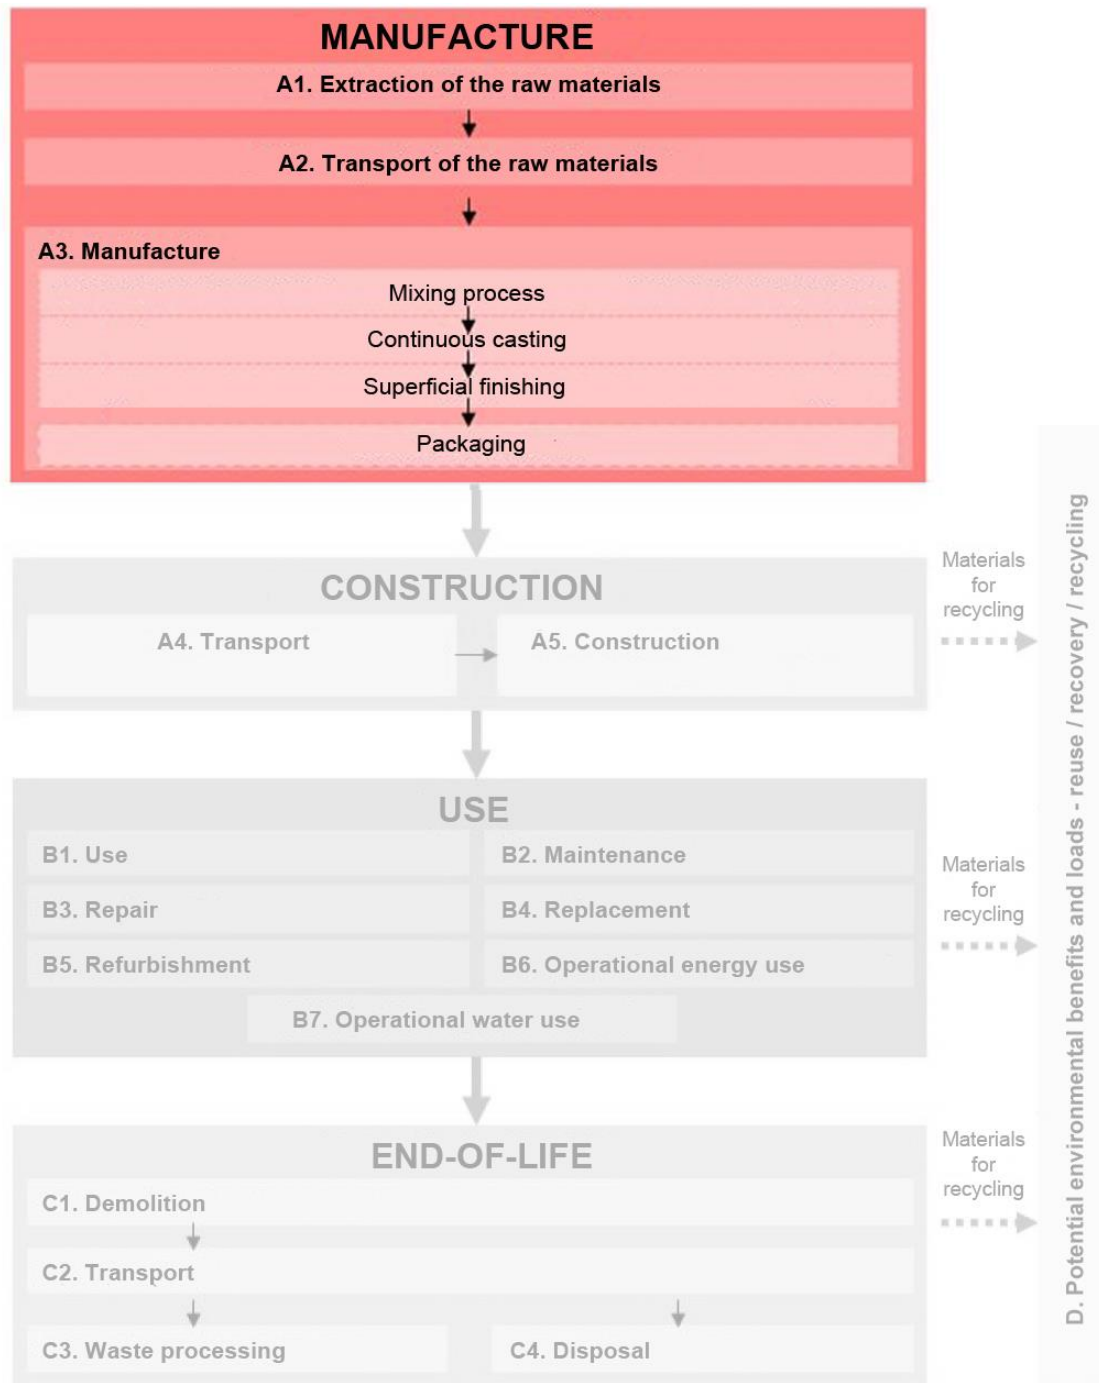 MANUFACTURE
A1. Extraction of the raw materials
A2. Transport of the raw materials
A3. Manufacture
Mixing process
Continuous casting
Superficial finishing
Packaging
CONSTRUCTION
A4. Transport
A5. Construction
Materials
for
recycling
USE
B1. Use
B2. Maintenance
B3. Repair
B4. Replacement
B5. Refurbishment
B6. Operational energy use
B7. Operational water use
Materials
for
recycling
END-OF-LIFE
C1. Demolition
C2. Transport
C3. Waste processing
C4. Disposal
Materials
for
recycling
D. Potential environmental benefits and loads - reuse / recovery / recycling